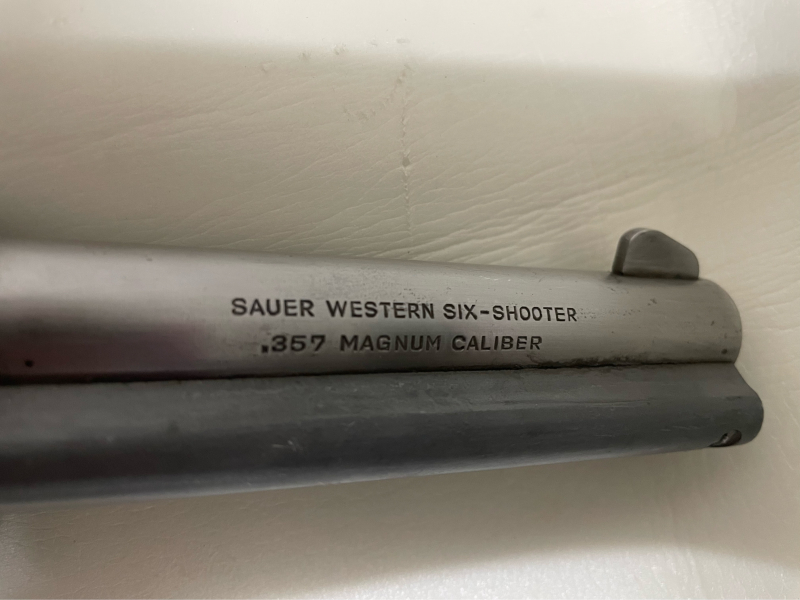 SAUER WESTERN SIX-SHOOTER
.357 MAGNUM CALIBER